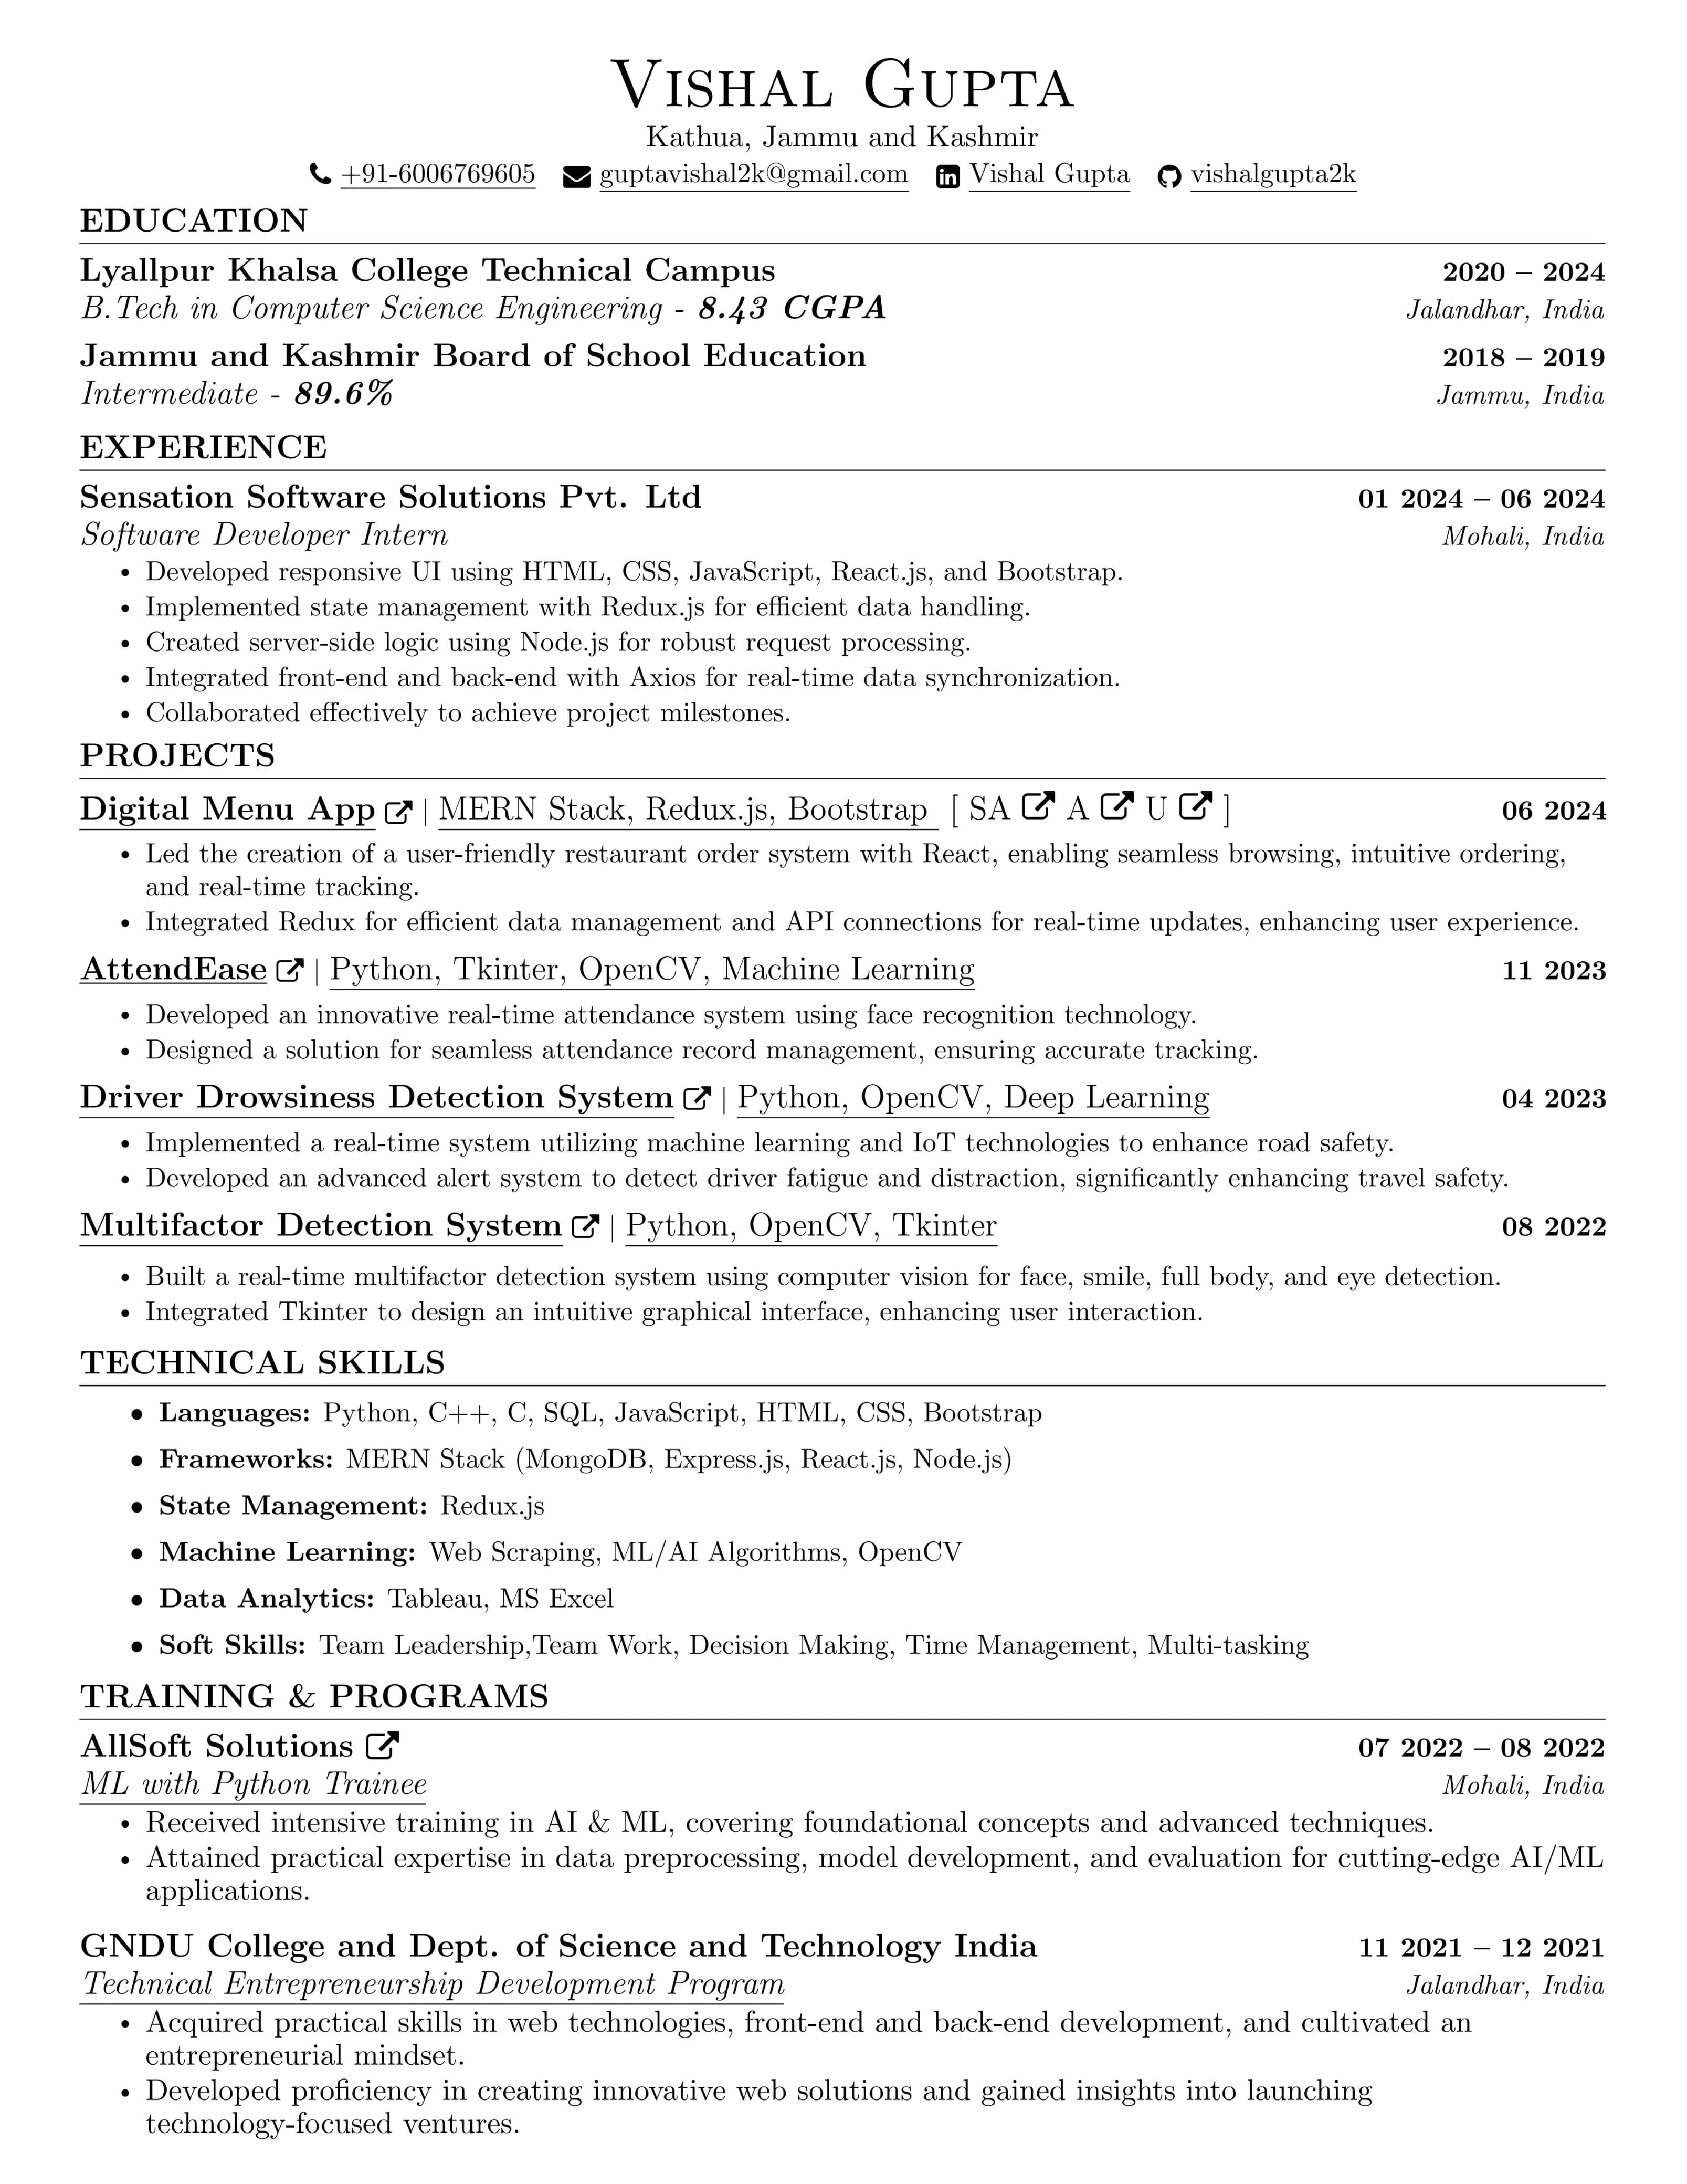 Vishal Gupta
Kathua, Jammu and Kashmir
+91-6006769605 guptavishal2k@gmail.com Vishal Gupta vishalgupta2k
EDUCATION
Lyallpur Khalsa College Technical Campus 2020 – 2024
B.Tech in Computer Science Engineering - 8.43 CGPA Jalandhar, India
Jammu and Kashmir Board of School Education 2018 – 2019
Intermediate - 89.6% Jammu, India
EXPERIENCE
Sensation Software Solutions Pvt. Ltd 01 2024 – 06 2024
Software Developer Intern Mohali, India
• Developed responsive UI using HTML, CSS, JavaScript, React.js, and Bootstrap.
• Implemented state management with Redux.js for efficient data handling.
• Created server-side logic using Node.js for robust request processing.
• Integrated front-end and back-end with Axios for real-time data synchronization.
• Collaborated effectively to achieve project milestones.
PROJECTS
Digital Menu App | MERN Stack, Redux.js, Bootstrap [ SA A U ] 06 2024
• Led the creation of a user-friendly restaurant order system with React, enabling seamless browsing, intuitive ordering,
and real-time tracking.
• Integrated Redux for efficient data management and API connections for real-time updates, enhancing user experience.
AttendEase | Python, Tkinter, OpenCV, Machine Learning 11 2023
• Developed an innovative real-time attendance system using face recognition technology.
• Designed a solution for seamless attendance record management, ensuring accurate tracking.
Driver Drowsiness Detection System | Python, OpenCV, Deep Learning 04 2023
• Implemented a real-time system utilizing machine learning and IoT technologies to enhance road safety.
• Developed an advanced alert system to detect driver fatigue and distraction, significantly enhancing travel safety.
Multifactor Detection System | Python, OpenCV, Tkinter 08 2022
• Built a real-time multifactor detection system using computer vision for face, smile, full body, and eye detection.
• Integrated Tkinter to design an intuitive graphical interface, enhancing user interaction.
TECHNICAL SKILLS
• Languages: Python, C++, C, SQL, JavaScript, HTML, CSS, Bootstrap
• Frameworks: MERN Stack (MongoDB, Express.js, React.js, Node.js)
• State Management: Redux.js
• Machine Learning: Web Scraping, ML/AI Algorithms, OpenCV
• Data Analytics: Tableau, MS Excel
• Soft Skills: Team Leadership,Team Work, Decision Making, Time Management, Multi-tasking
TRAINING & PROGRAMS
AllSoft Solutions 07 2022 – 08 2022
ML with Python Trainee Mohali, India
• Received intensive training in AI & ML, covering foundational concepts and advanced techniques.
• Attained practical expertise in data preprocessing, model development, and evaluation for cutting-edge AI/ML
applications.
GNDU College and Dept. of Science and Technology India 11 2021 – 12 2021
Technical Entrepreneurship Development Program Jalandhar, India
• Acquired practical skills in web technologies, front-end and back-end development, and cultivated an
entrepreneurial mindset.
• Developed proficiency in creating innovative web solutions and gained insights into launching
technology-focused ventures.